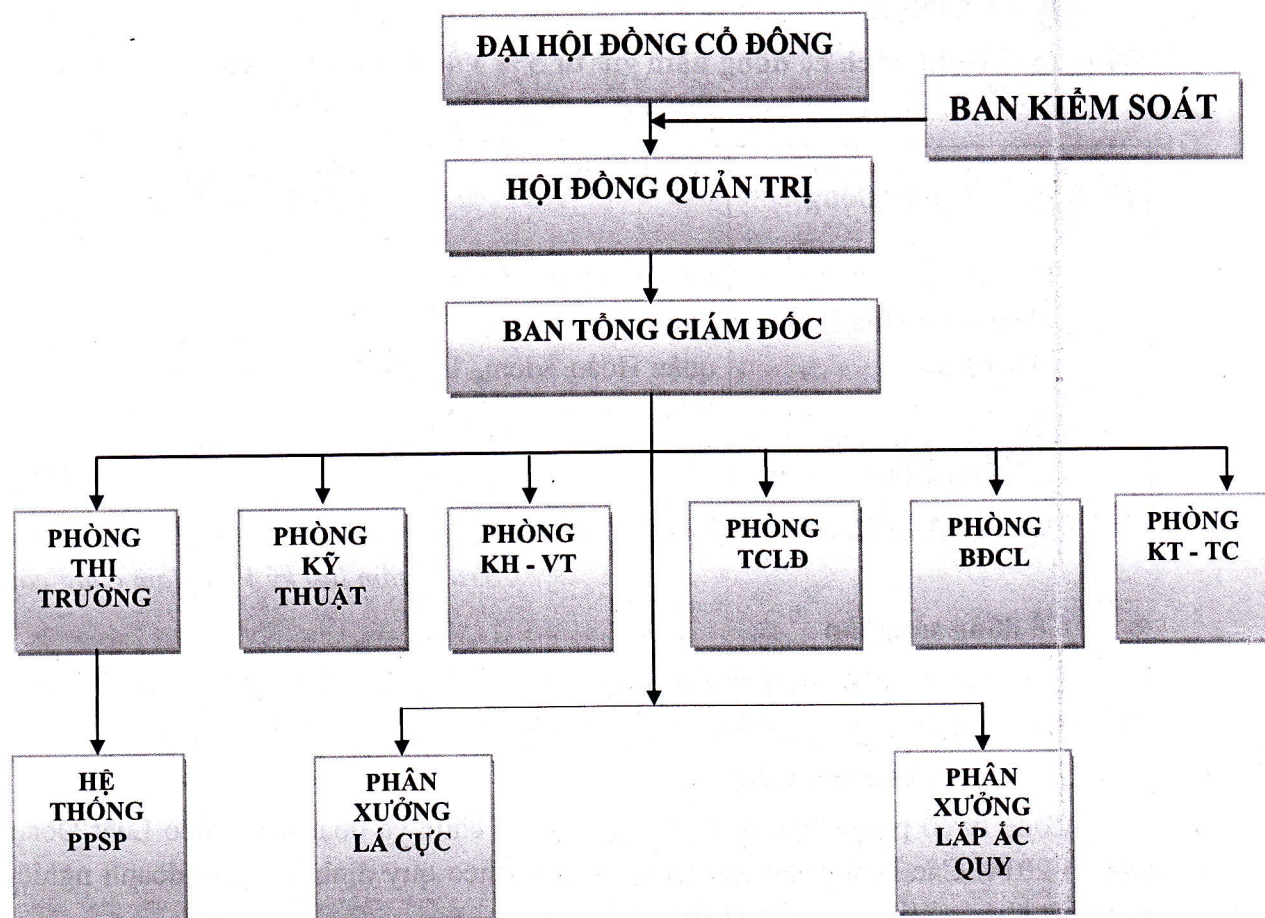 ĐẠI HỘI ĐỒNG CỔ ĐÔNG
BAN KIỂM SOÁT
HỘI ĐỒNG QUẢN TRỊ
BAN TỔNG GIÁM ĐỐC
PHÒNG
THỊ
TRƯỜNG
PHÒNG
KỸ
THUẬT
PHÒNG
KH - VT
PHÒNG
TCLĐ
PHÒNG
BĐCL
PHÒNG
KT - TC
HỆ
THỐNG
PPSP
PHÂN
XƯỞNG
LÁ CỰC
PHÂN
XƯỞNG
LẮP ẮC
QUY